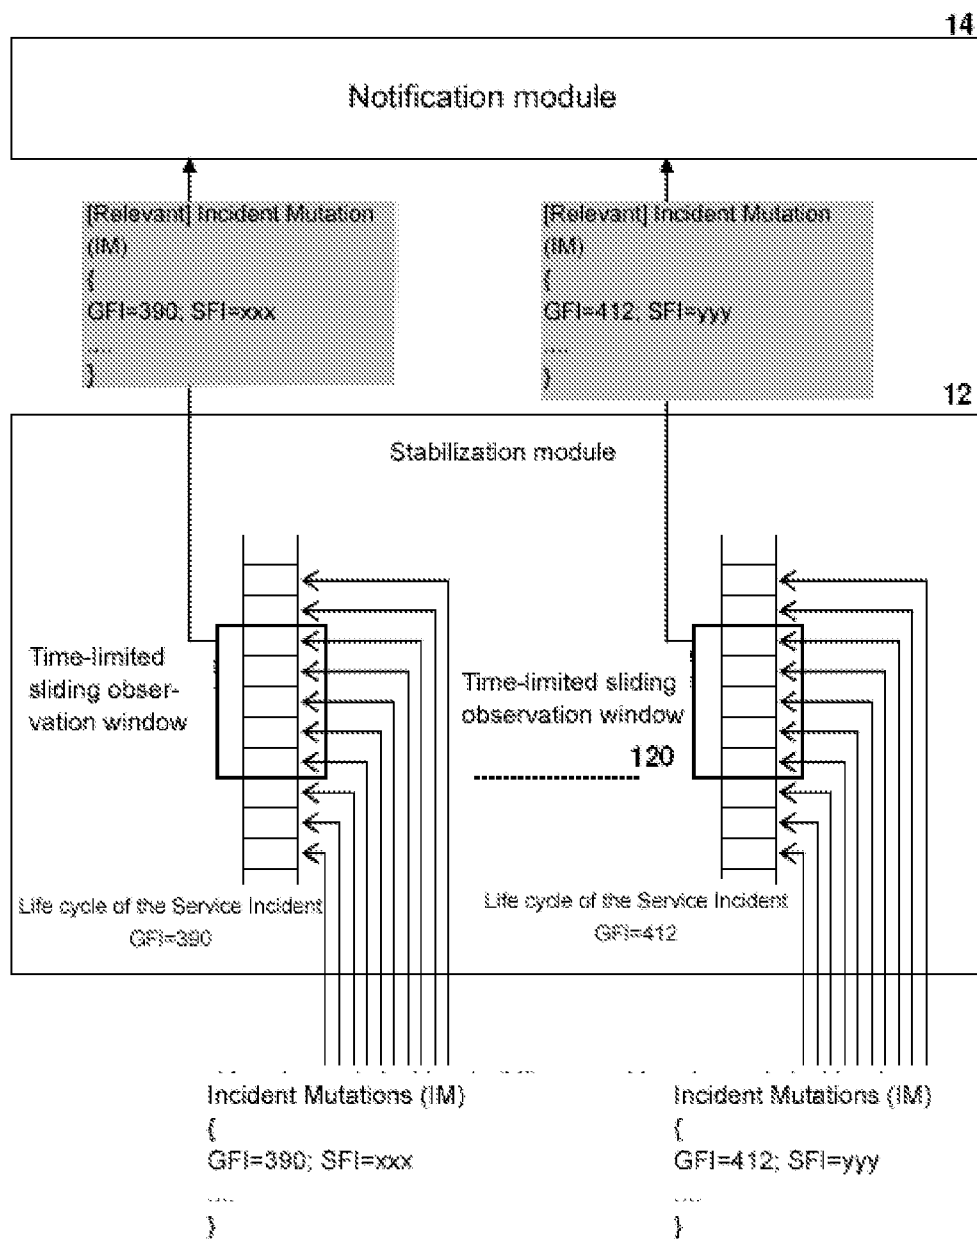 14
Notification module
[Relevant] Incident Mutation
(IM)
{
GFI=390; SFI=xxx
....
}
[Relevant] Incident Mutation
(IM)
{
GFI=412; SFI=yyy
....
}
12
Stabilization module
Time-limited
sliding obser-
vation window
Time-limited sliding
observation window
120
Life cycle of the Service Incident
GFI=390
Life cycle of the Service Incident
GFI=412
Incident Mutations (IM)
{
GFI=390; SFI=xxx
....
}
Incident Mutations (IM)
{
GFI=412; SFI=yyy
....
}